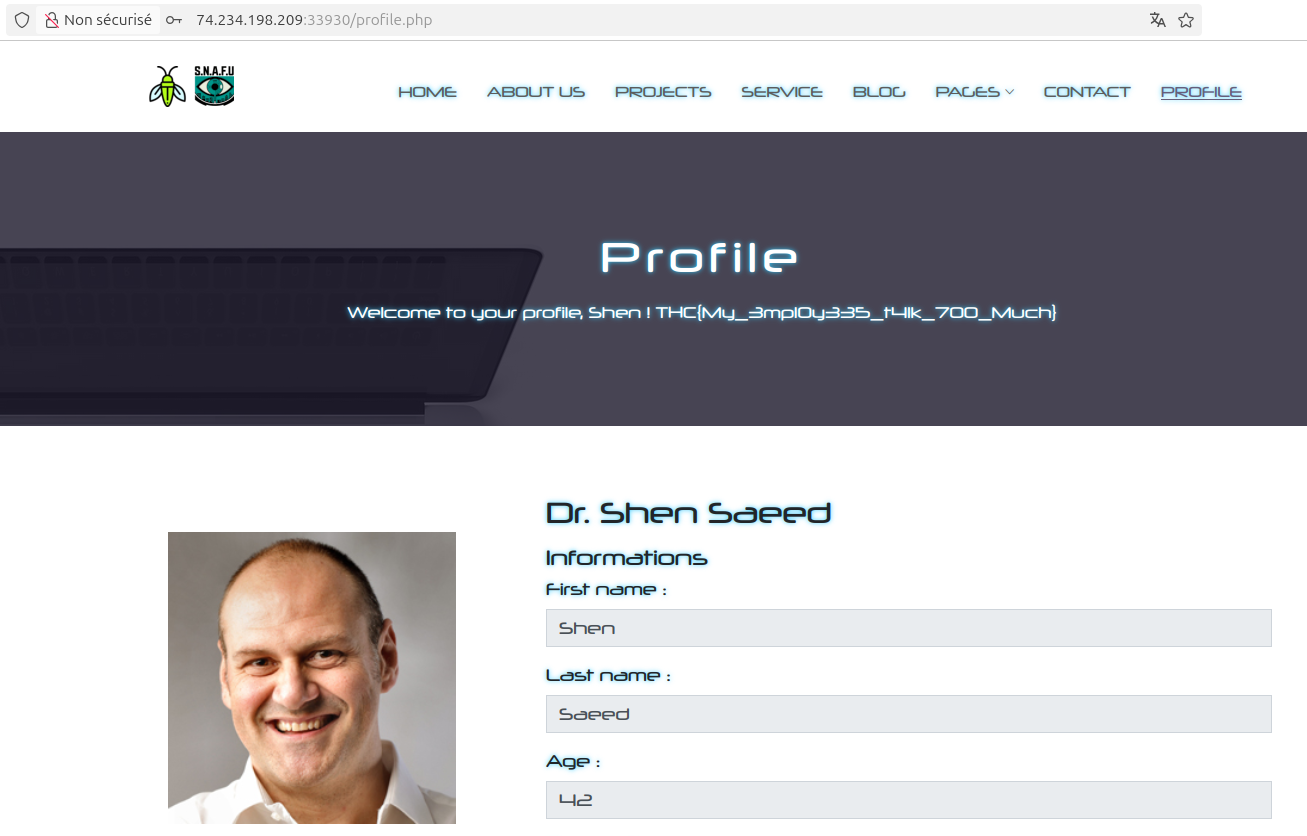 Non sécurisé 74.234.198.209:33930/profile.php
S.N.A.F.U
HOME ABOUT US PROJECTS SERVICE BLOG PAGES CONTACT PROFILE
Profile
Welcome to your profile, Shen ! THC{My_3mpl0y335_t4lk_700_Much}
Dr. Shen Saeed
Informations
First name :
Shen
Last name :
Saeed
Age :
42